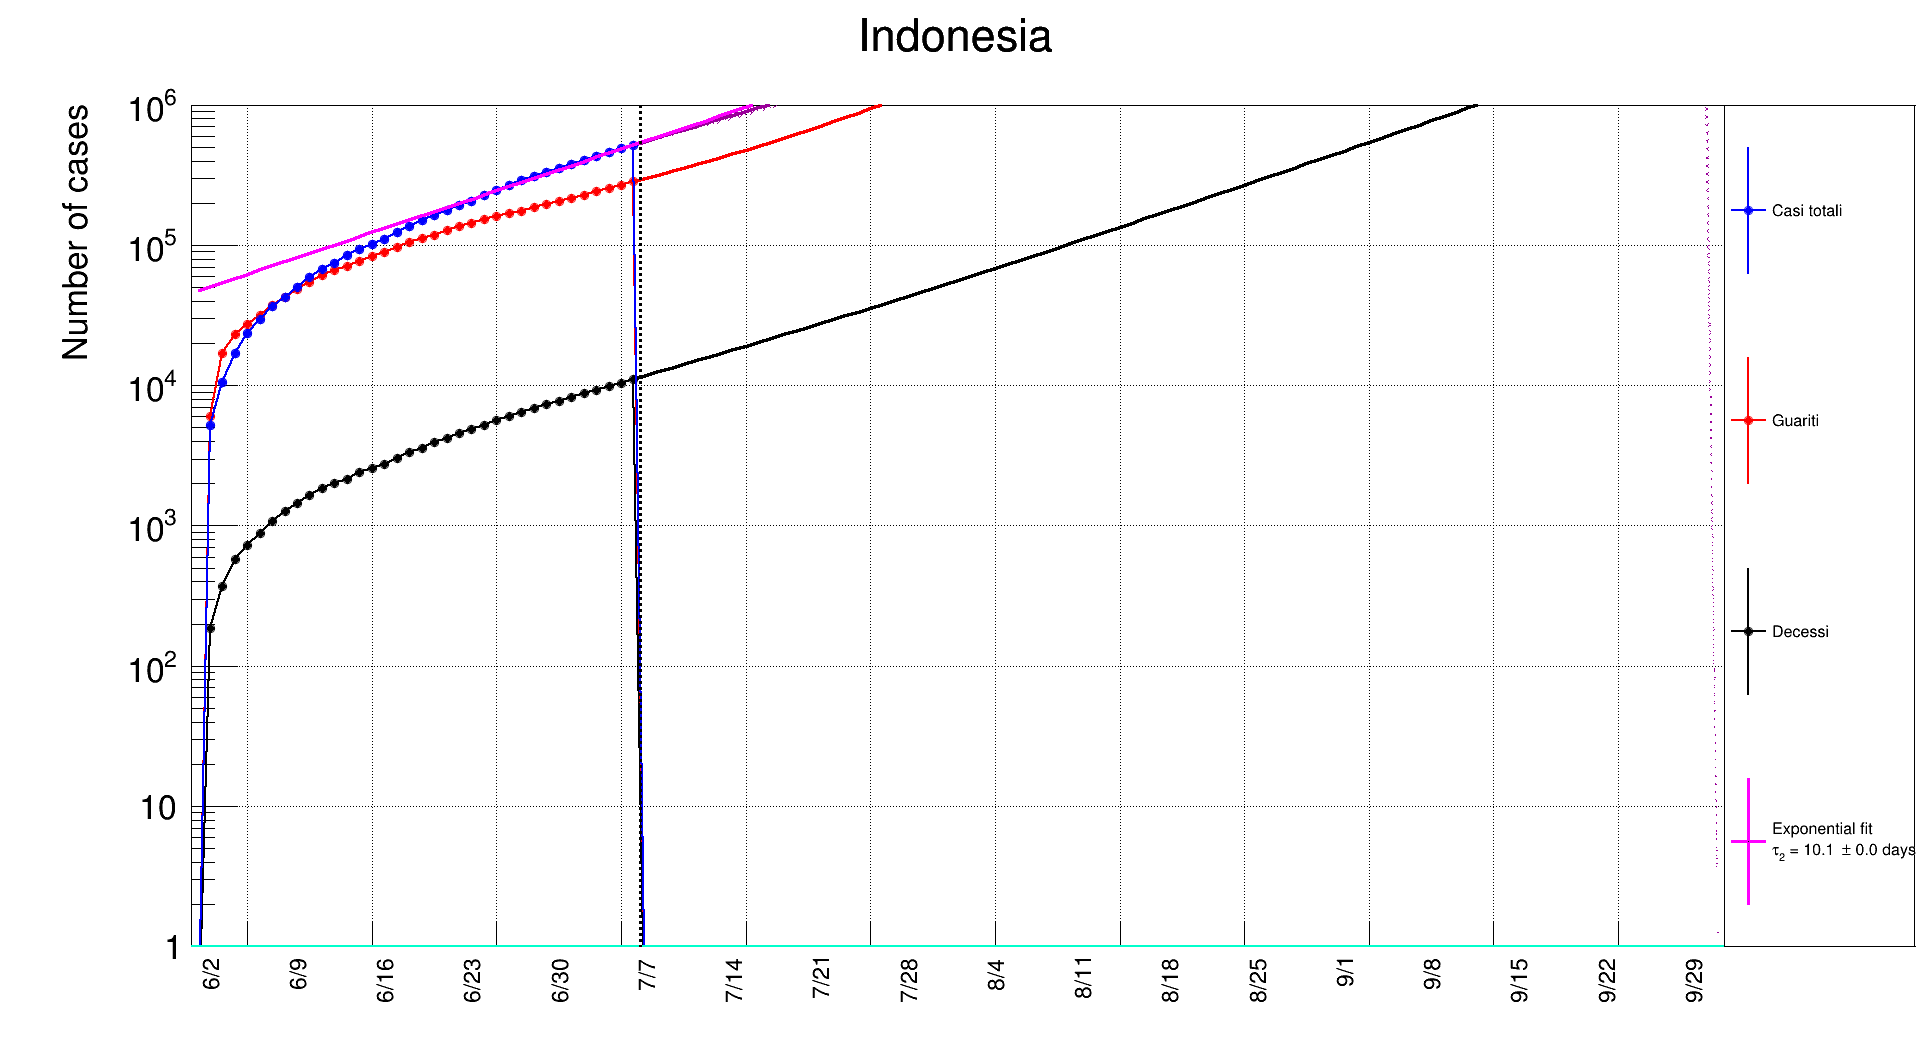 Indonesia
Number of cases
10^6
10^5
10^4
10^3
10^2
10
1
6/2 6/9 6/16 6/23 6/30 7/7 7/14 7/21 7/28 8/4 8/11 8/18 8/25 9/1 9/8 9/15 9/22 9/29
Casi totali
Guariti
Decessi
Exponential fit
τ_2 = 10.1 ± 0.0 days